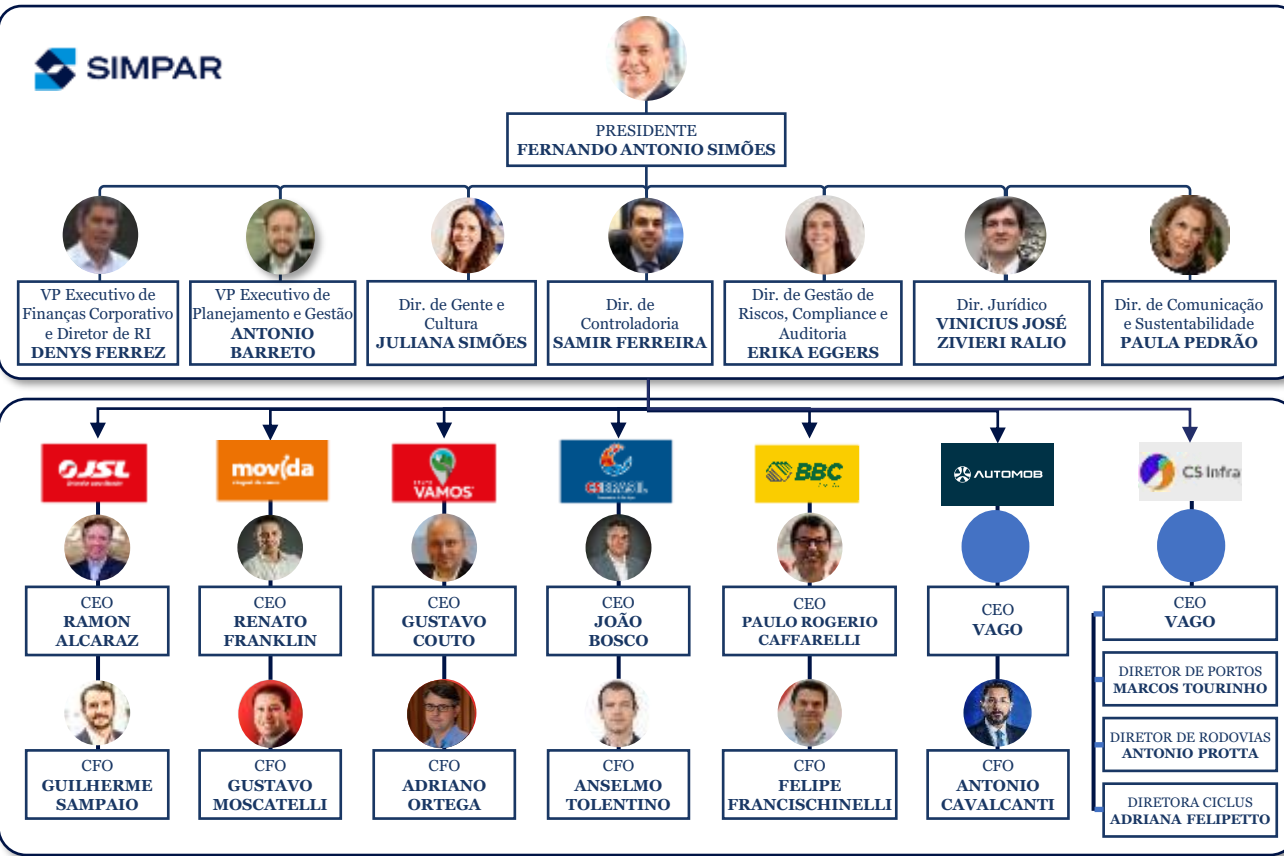 SIMPAR
PRESIDENTE
FERNANDO ANTONIO SIMÕES
VP Executivo de
Finanças Corporativo
e Diretor de RI
DENYS FERREZ
VP Executivo de
Planejamento e Gestão
ANTONIO
BARRETO
Dir. de Gente e
Cultura
JULIANA SIMÕES
Dir. de
Controladoria
SAMIR FERREIRA
Dir. de Gestão de
Riscos, Compliance e
Auditoria
ERIKA EGGERS
Dir. Jurídico
VINICIUS JOSÉ
ZIVIERI RALIO
Dir. de Comunicação
e Sustentabilidade
PAULA PEDRÃO
JSL
movida
VAMOS
CSBRASIL
BBC
AUTOMOB
CS Infra
CEO
RAMON
ALCARAZ
CEO
RENATO
FRANKLIN
CEO
GUSTAVO
COUTO
CEO
JOÃO
BOSCO
CEO
PAULO ROGERIO
CAFFARELLI
CEO
VAGO
CEO
VAGO
CFO
GUILHERME
SAMPAIO
CFO
GUSTAVO
MOSCATELLI
CFO
ADRIANO
ORTEGA
CFO
ANSELMO
TOLENTINO
CFO
FELIPE
FRANCISCHINELLI
CFO
ANTONIO
CAVALCANTI
DIRETOR DE PORTOS
MARCOS TOURINHO
DIRETOR DE RODOVIAS
ANTONIO PROTTA
DIRETORA CICLUS
ADRIANA FELIPETTO